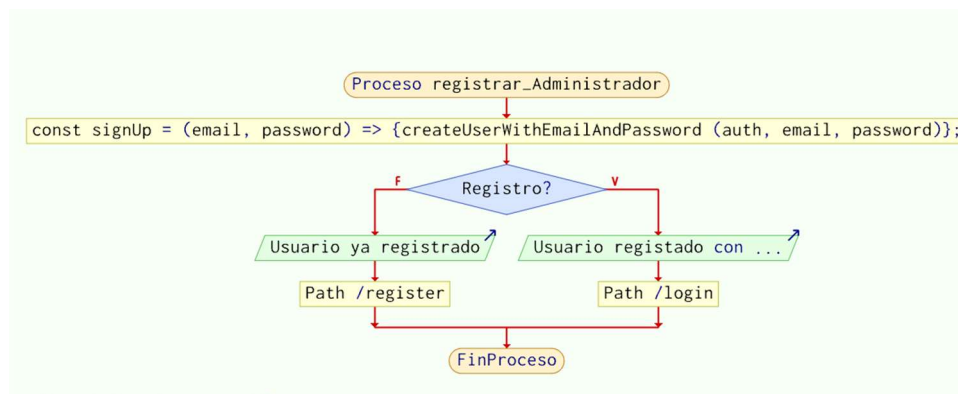 Proceso registrar_Administrador
const signUp = (email, password) => {createUserWithEmailAndPassword (auth, email, password)};
F
Registro?
V
Usuario ya registrado
Usuario registado con ...
Path /register
Path /login
FinProceso